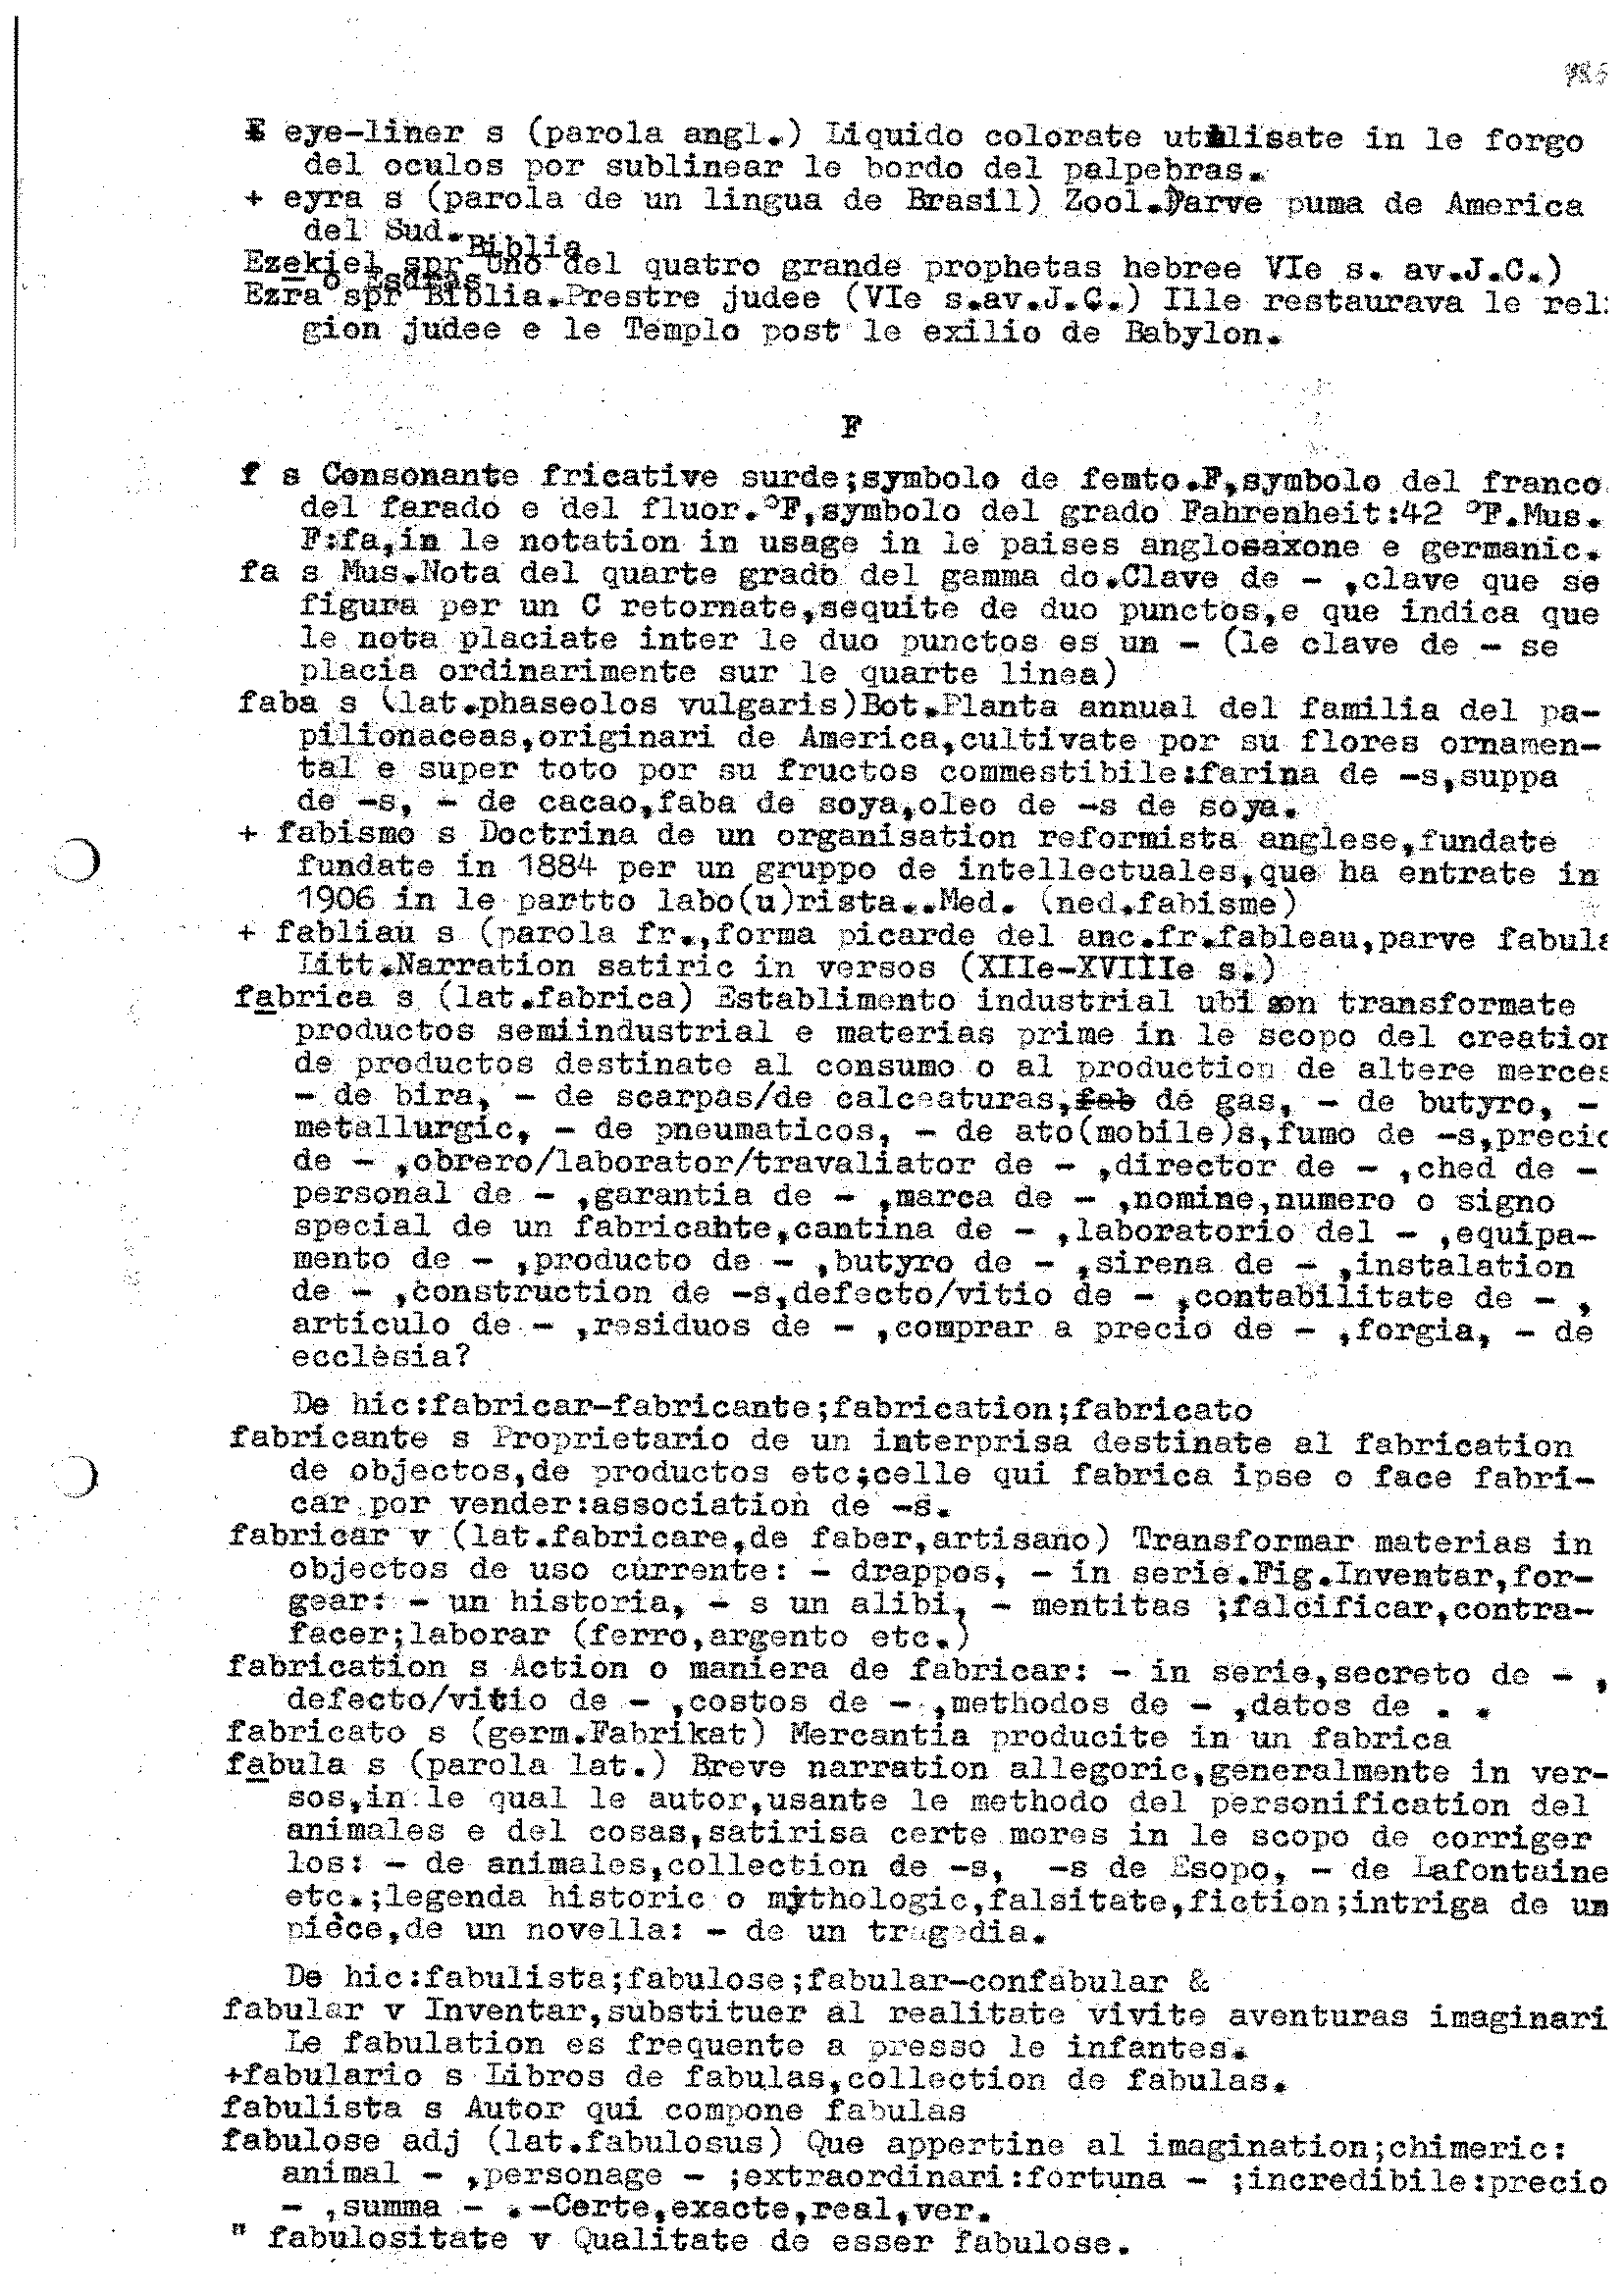 eye-liner s (parola angl.) Liquido colorate utilisate in le forgo
del oculos por sublinear le bordo del palpebras.
+ eyra s (parola de un lingua de Brasil) Zool.Parve puma de America
del Sud.
Biblia
Ezekiel spr Uno del quatro grande prophetas hebree VIe s. av.J.C.)
o Esdras
Ezra spr Biblia.Prestre judee (VIe s.av.J.C.) Ille restaurava le reli
gion judee e le Templo post le exilio de Babylon.
F
f s Consonante fricative surde;symbolo de femto.F,symbolo del franco
del farado e del fluor.°F,symbolo del grado Fahrenheit:42 °F.Mus.
F:fa,in le notation in usage in le paises anglosaxone e germanic.
fa s Mus.Nota del quarte grado del gamma do.Clave de - ,clave que se
figura per un C retornate,sequite de duo punctos,e que indica que
le nota placiate inter le duo punctos es un - (le clave de - se
placia ordinarimente sur le quarte linea)
faba s (lat.phaseolos vulgaris)Bot.Planta annual del familia del pa-
pilionaceas,originari de America,cultivate por su flores ornamen-
tal e super toto por su fructos commestibile:farina de -s,suppa
de -s, - de cacao,faba de soya,oleo de -s de soya.
+ fabismo s Doctrina de un organisation reformista anglese,fundate
fundate in 1884 per un gruppo de intellectuales,que ha entrate in
1906 in le partto labo(u)rista..Med. (ned.fabisme)
+ fabliau s (parola fr.,forma picarde del anc.fr.fableau,parve fabula
Litt.Narration satiric in versos (XIIe-XVIIIe s.)
fabrica s (lat.fabrica) Establimento industrial ubi on transformate
productos semiindustrial e materias prime in le scopo del creation
de productos destinate al consumo o al production de altere merces
- de bira, - de scarpas/de calceaturas,fab de gas, - de butyro, -
metallurgic, - de pneumaticos, - de ato(mobile)s,fumo de -s,precio
de - ,obrero/laborator/travaliator de - ,director de - ,ched de -
personal de - ,garantia de - ,marca de - ,nomine,numero o signo
special de un fabricahte,cantina de - ,laboratorio del - ,equipa-
mento de - ,producto de - ,butyro de - ,sirena de - ,instalation
de - ,construction de -s,defecto/vitio de - ,contabilitate de - ,
articulo de - ,residuos de - ,comprar a precio de - ,forgia, - de
ecclesia?
De hic:fabricar-fabricante;fabrication;fabricato
fabricante s Proprietario de un interprisa destinate al fabrication
de objectos,de productos etc;celle qui fabrica ipse o face fabri-
car por vender:association de -s.
fabricar v (lat.fabricare,de faber,artisano) Transformar materias in
objectos de uso currente: - drappos, - in serie.Fig.Inventar,for-
gear: - un historia, - s un alibi, - mentitas ;falcificar,contra-
facer;laborar (ferro,argento etc.)
fabrication s Action o maniera de fabricar: - in serie,secreto de - ,
defecto/vitio de - ,costos de - ,methodos de - ,datos de . .
fabricato s (germ.Fabrikat) Mercantia producite in un fabrica
fabula s (parola lat.) Breve narration allegoric,generalmente in ver-
sos,in le qual le autor,usante le methodo del personification del
animales e del cosas,satirisa certe mores in le scopo de corriger
los: - de animales,collection de -s, -s de Esopo, - de Lafontaine
etc.;legenda historic o mythologic,falsitate,fiction;intriga de un
pièce,de un novella: - de un tragedia.
De hic:fabulista;fabulose;fabular-confabular &
fabular v Inventar,substituer al realitate vivite aventuras imaginari
Le fabulation es frequente a presso le infantes.
+fabulario s Libros de fabulas,collection de fabulas.
fabulista s Autor qui compone fabulas
fabulose adj (lat.fabulosus) Que appertine al imagination;chimeric:
animal - ,personage - ;extraordinari:fortuna - ;incredibile:precio
- ,summa - .-Certe,exacte,real,ver.
" fabulositate v Qualitate de esser fabulose.